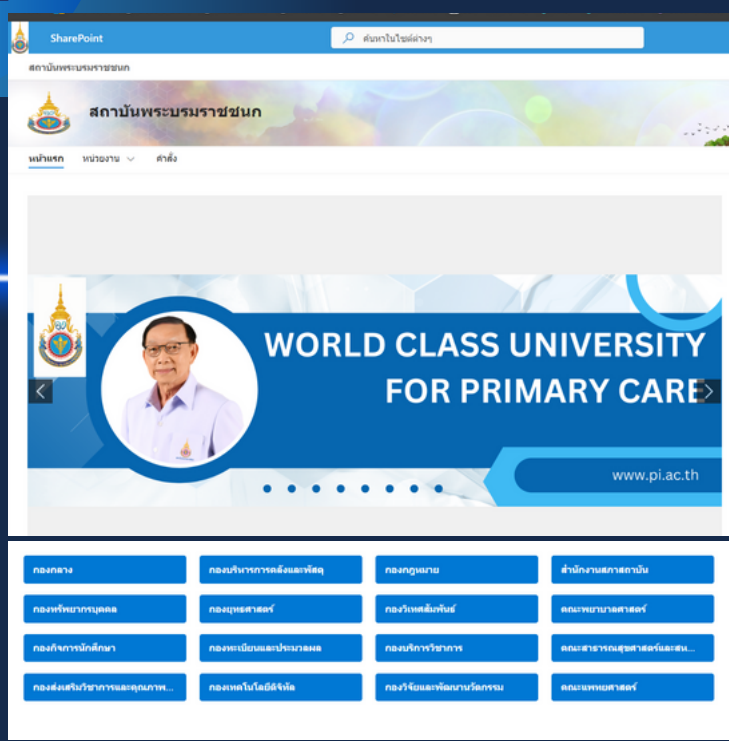 SharePoint
ค้นหาในไซต์ต่างๆ
สถาบันพระบรมราชชนก
สถาบันพระบรมราชชนก
หน้าแรก หน่วยงาน คำสั่ง
WORLD CLASS UNIVERSITY
FOR PRIMARY CARE
www.pi.ac.th
กองกลาง กองบริหารการคลังและพัสดุ กองกฎหมาย สำนักงานสภาสถาบัน
กองทรัพยากรบุคคล กองยุทธศาสตร์ กองวิเทศสัมพันธ์ คณะพยาบาลศาสตร์
กองกิจการนักศึกษา กองทะเบียนและประมวลผล กองบริการวิชาการ คณะสาธารณสุขศาสตร์และสห...
กองส่งเสริมวิชาการและคุณภาพ... กองเทคโนโลยีดิจิทัล กองวิจัยและพัฒนานวัตกรรม คณะแพทยศาสตร์